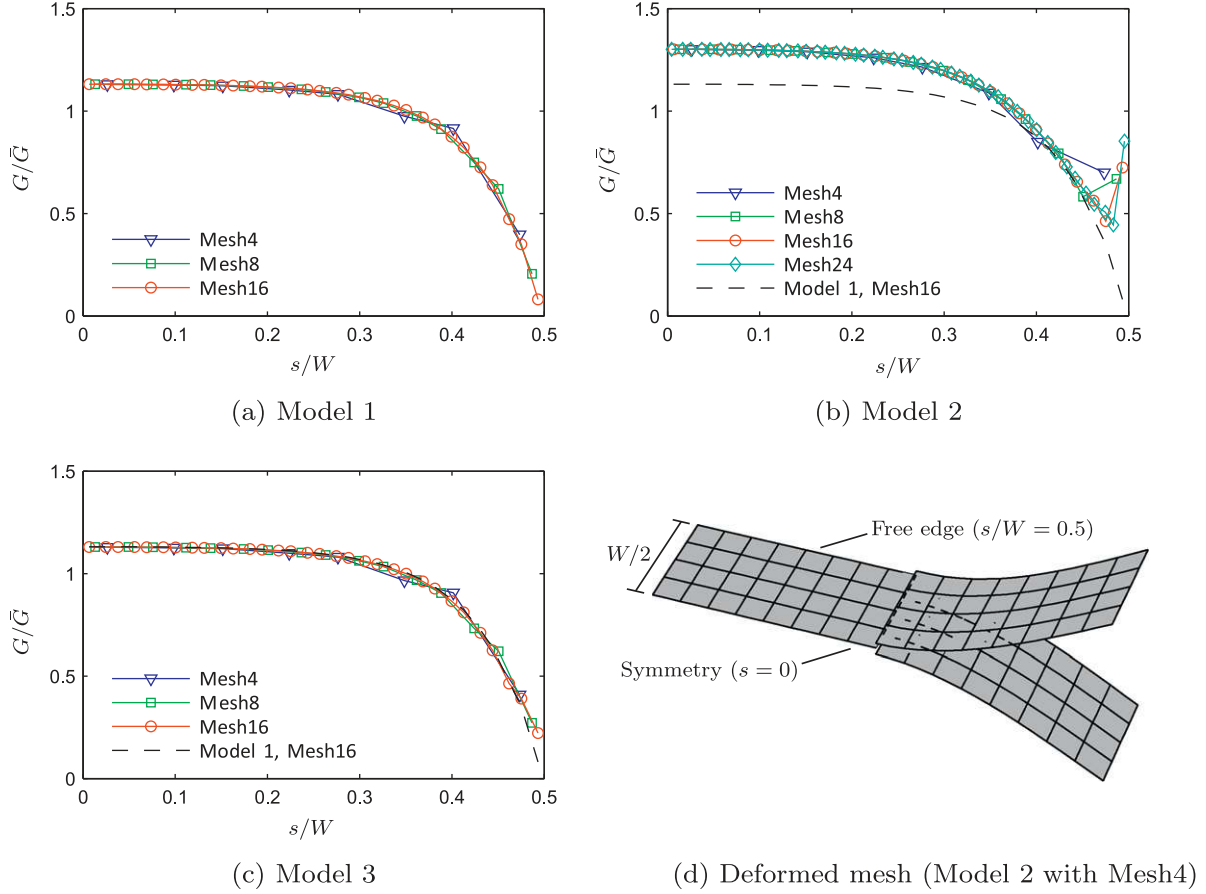 1.5
1
0.5
0
G/Ḡ
Mesh4
Mesh8
Mesh16
0 0.1 0.2 0.3 0.4 0.5
s/W
(a) Model 1
1.5
1
0.5
0
G/Ḡ
Mesh4
Mesh8
Mesh16
Mesh24
Model 1, Mesh16
0 0.1 0.2 0.3 0.4 0.5
s/W
(b) Model 2
1.5
1
0.5
0
G/Ḡ
Mesh4
Mesh8
Mesh16
Model 1, Mesh16
0 0.1 0.2 0.3 0.4 0.5
s/W
(c) Model 3
Free edge (s/W = 0.5)
W/2
Symmetry (s = 0)
(d) Deformed mesh (Model 2 with Mesh4)